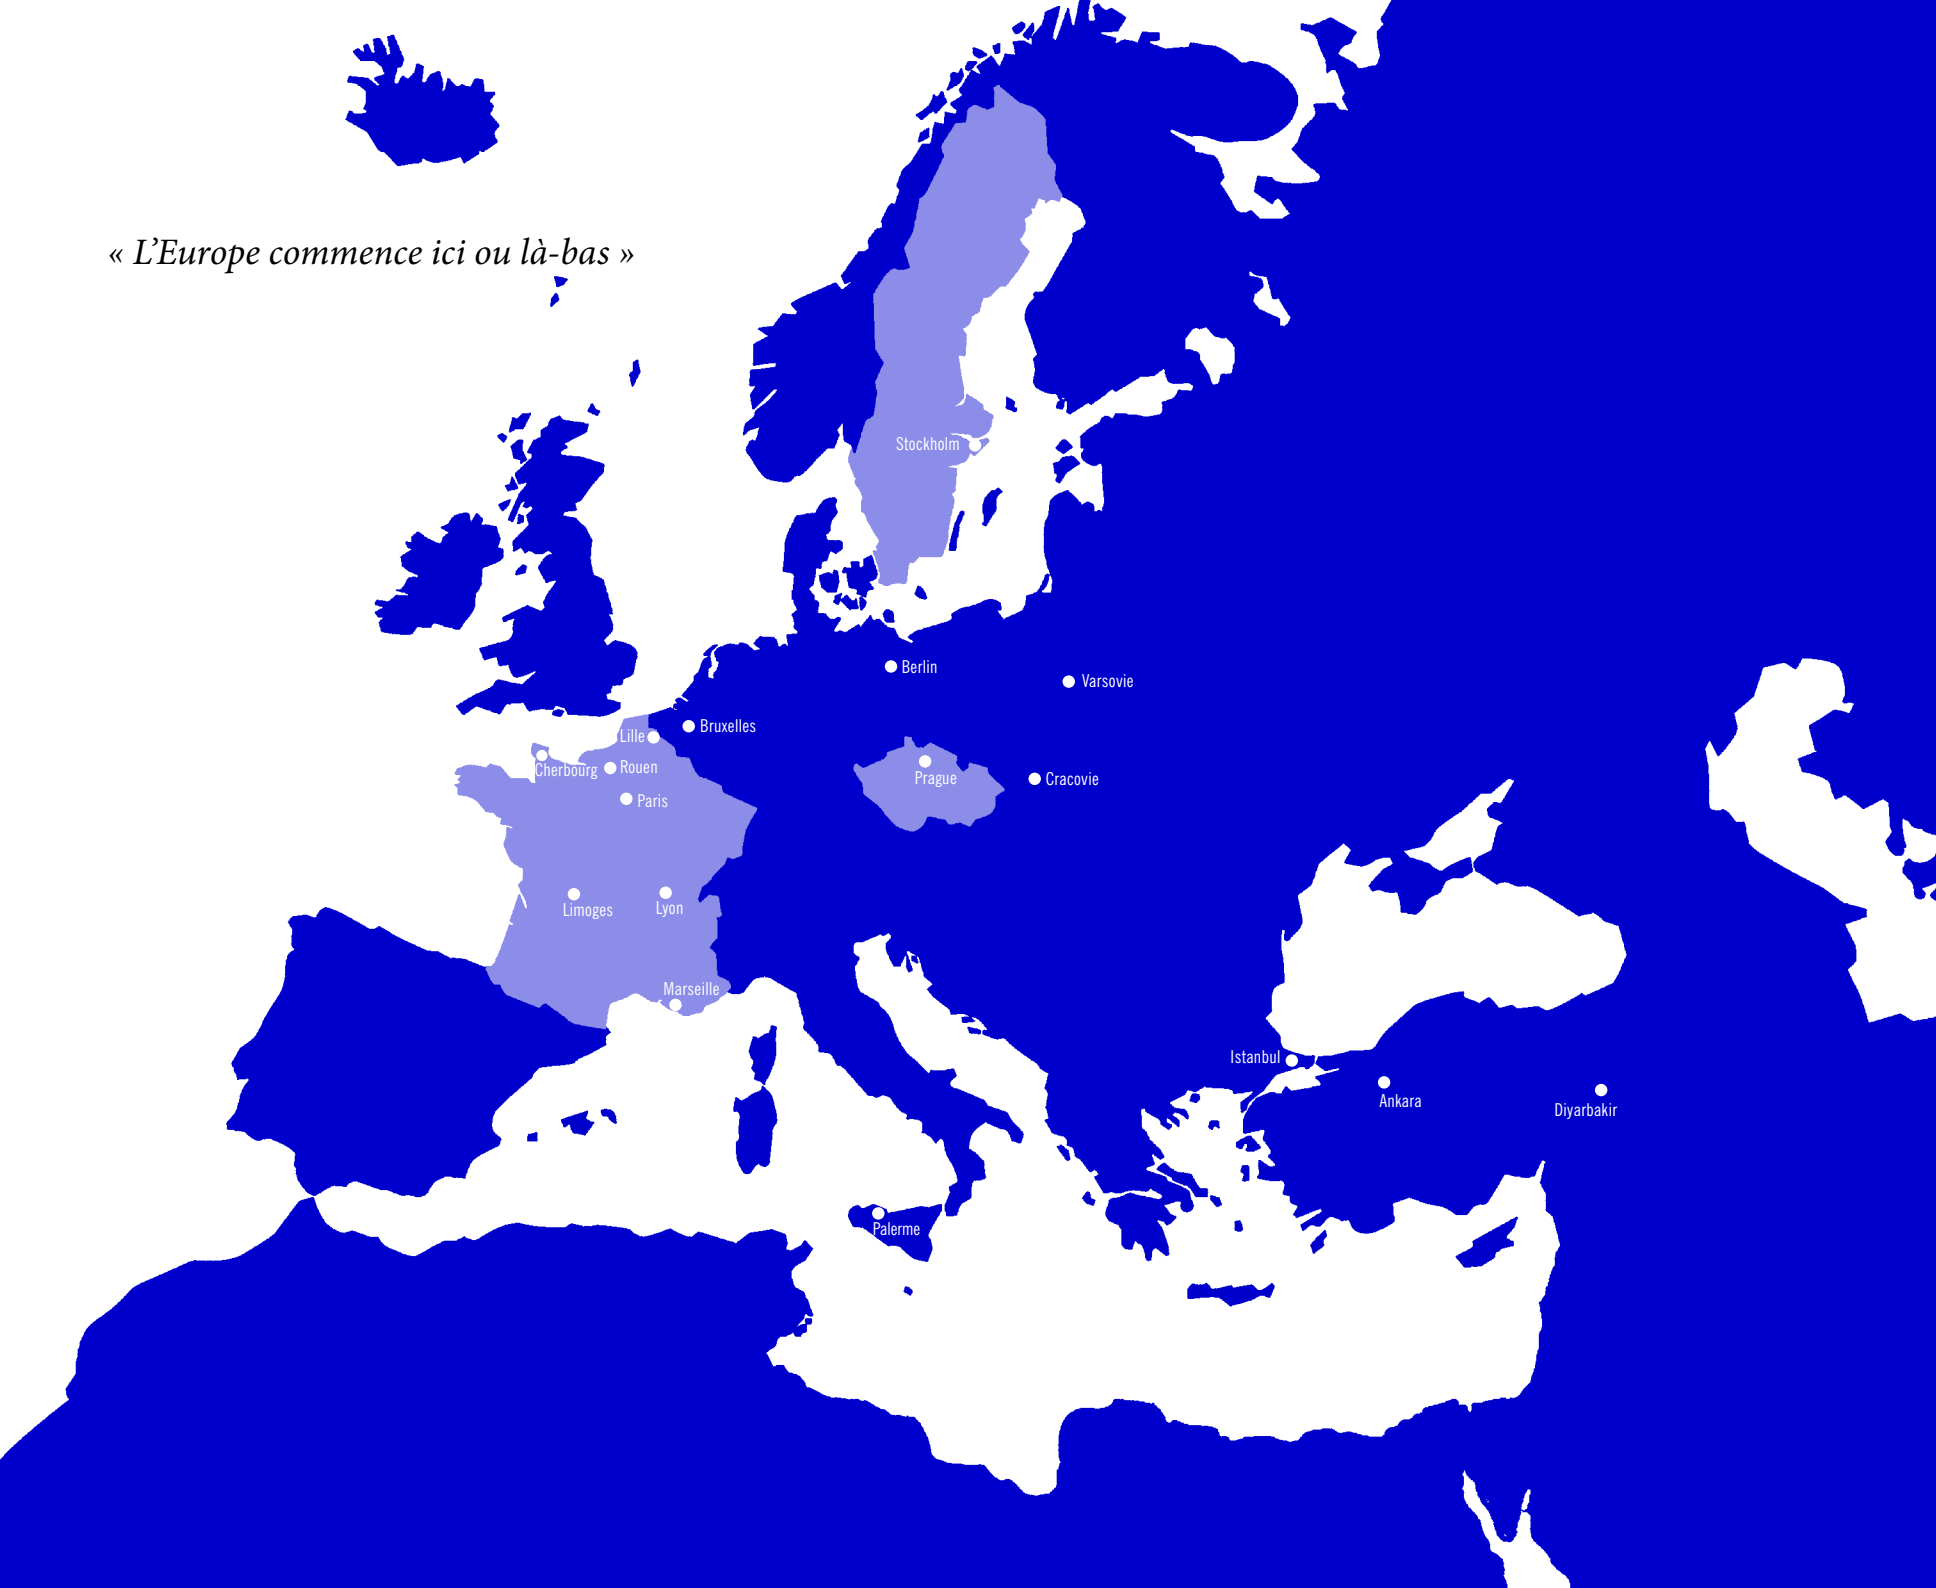 « L’Europe commence ici ou là-bas »
Stockholm
Berlin
Varsovie
Bruxelles
Lille
Cherbourg
Rouen
Prague
Cracovie
Paris
Limoges
Lyon
Marseille
Istanbul
Ankara
Diyarbakir
Palerme